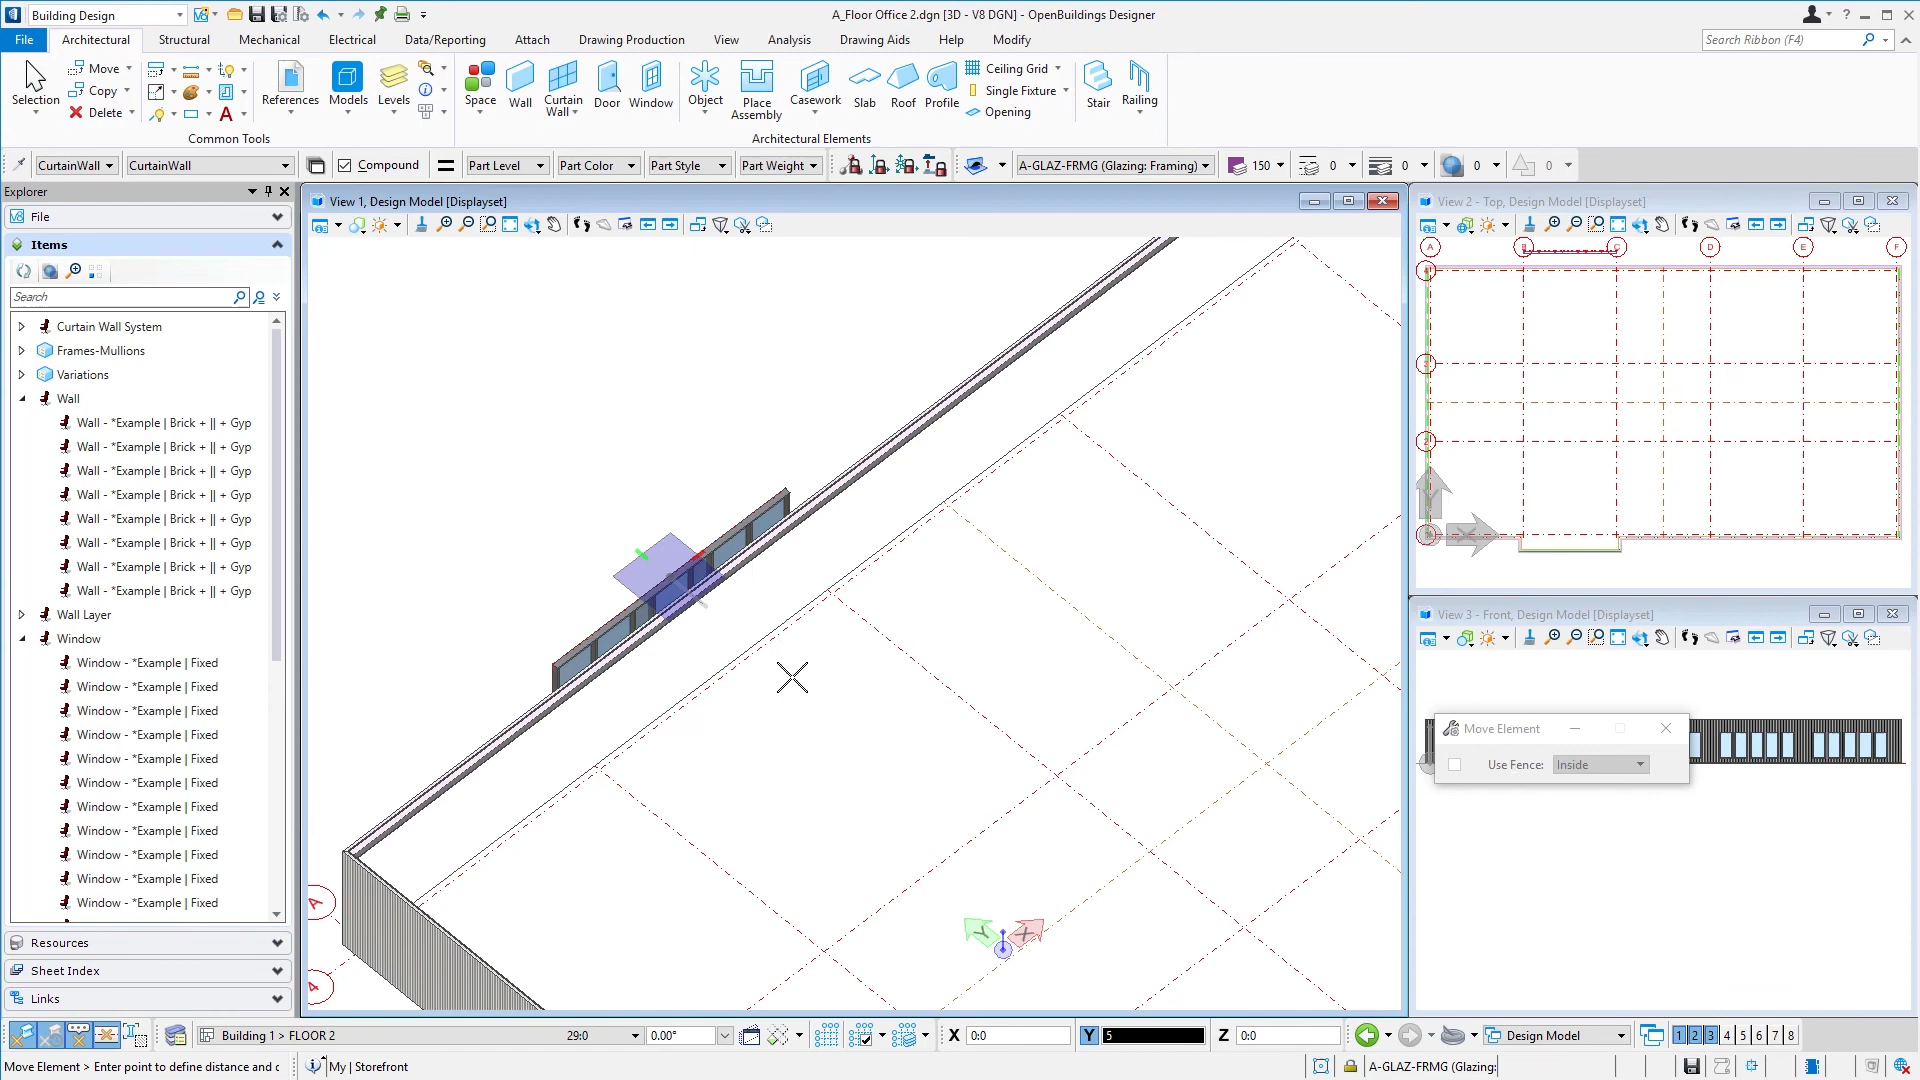 Building Design
A_Floor Office 2.dgn [3D - V8 DGN] - OpenBuildings Designer
File Architectural Structural Mechanical Electrical Data/Reporting Attach Drawing Production View Analysis Drawing Aids Help Modify
Search Ribbon (F4)
Selection
Move
Copy
Delete
References Models Levels
Common Tools
Space Wall Curtain Wall Door Window Object Place Assembly Casework Slab Roof Profile
Ceiling Grid
Single Fixture
Opening
Stair Railing
Architectural Elements
CurtainWall CurtainWall Compound Part Level Part Color Part Style Part Weight A-GLAZ-FRMG (Glazing: Framing) 150 0 0 0 0
Explorer
File
Items
Search
Curtain Wall System
Frames-Mullions
Variations
Wall
Wall - *Example | Brick + || + Gyp
Wall - *Example | Brick + || + Gyp
Wall - *Example | Brick + || + Gyp
Wall - *Example | Brick + || + Gyp
Wall - *Example | Brick + || + Gyp
Wall - *Example | Brick + || + Gyp
Wall - *Example | Brick + || + Gyp
Wall - *Example | Brick + || + Gyp
Wall Layer
Window
Window - *Example | Fixed
Window - *Example | Fixed
Window - *Example | Fixed
Window - *Example | Fixed
Window - *Example | Fixed
Window - *Example | Fixed
Window - *Example | Fixed
Window - *Example | Fixed
Window - *Example | Fixed
Window - *Example | Fixed
Window - *Example | Fixed
Resources
Sheet Index
Links
View 1, Design Model [Displayset]
A
A
Y X
View 2 - Top, Design Model [Displayset]
A B C D E F
4
3
2
Y
X
View 3 - Front, Design Model [Displayset]
Move Element
Use Fence: Inside
Building 1 > FLOOR 2 29:0 0.00° X 0:0 Y 5 Z 0:0 Design Model 1 2 3 4 5 6 7 8
Move Element > Enter point to define distance and d
My | Storefront
A-GLAZ-FRMG (Glazing: